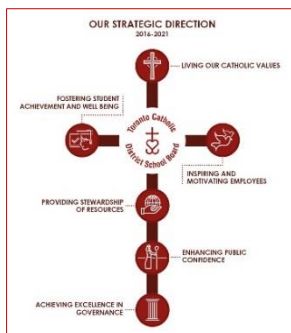 OUR STRATEGIC DIRECTION
2016-2021
LIVING OUR CATHOLIC VALUES
FOSTERING STUDENT
ACHIEVEMENT AND WELL BEING
Toronto Catholic
District School Board
INSPIRING AND
MOTIVATING EMPLOYEES
PROVIDING STEWARDSHIP
OF RESOURCES
ENHANCING PUBLIC
CONFIDENCE
ACHIEVING EXCELLENCE IN
GOVERNANCE